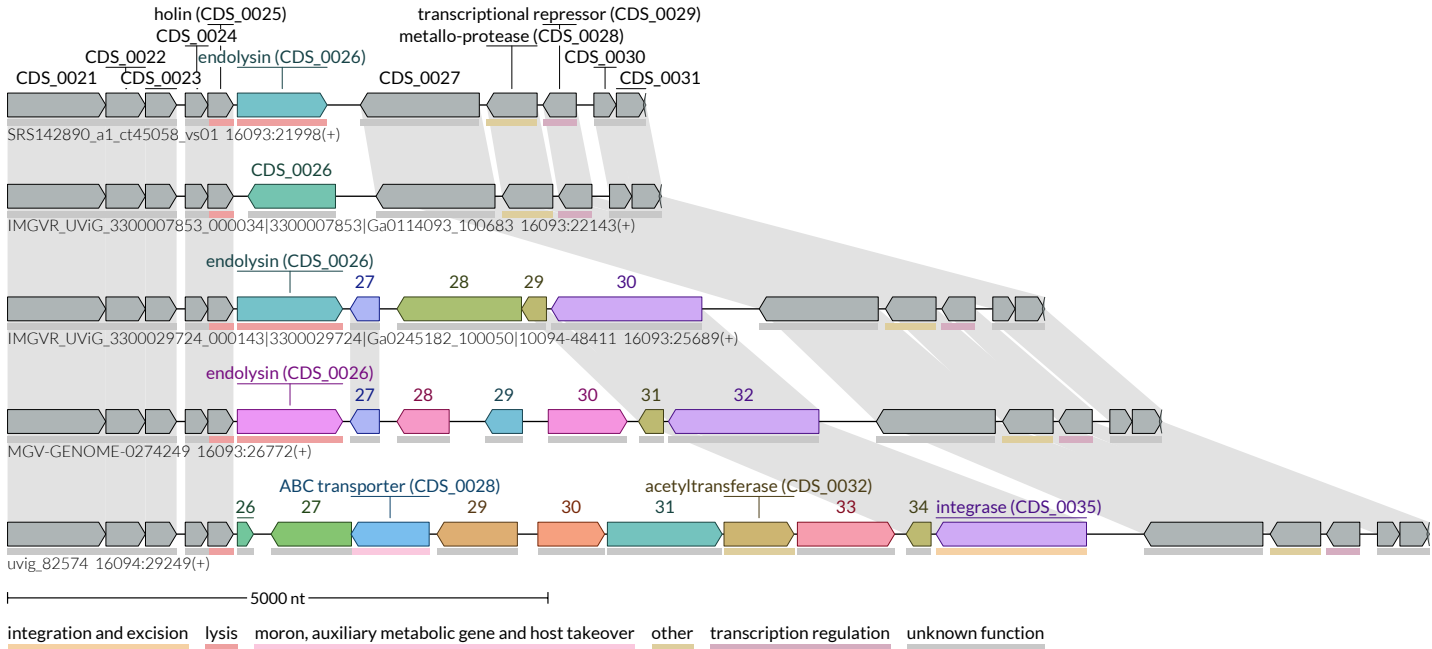 holin (CDS_0025)
transcriptional repressor (CDS_0029)
CDS_0024
metallo-protease (CDS_0028)
CDS_0022
endolysin (CDS_0026)
CDS_0030
CDS_0021
CDS_0023
CDS_0027
CDS_0031
SRS142890_a1_ct45058_vs01 16093:21998(+)
CDS_0026
IMGVR_UViG_3300007853_000034|3300007853|Ga0114093_100683 16093:22143(+)
endolysin (CDS_0026)
27 28 29 30
IMGVR_UViG_3300029724_000143|3300029724|Ga0245182_100050|10094-48411 16093:25689(+)
endolysin (CDS_0026)
27 28 29 30 31 32
MGV-GENOME-0274249 16093:26772(+)
ABC transporter (CDS_0028)
acetyltransferase (CDS_0032)
26 27 29 30 31 33 34 integrase (CDS_0035)
uvig_82574 16094:29249(+)
5000 nt
integration and excision lysis moron, auxiliary metabolic gene and host takeover other transcription regulation unknown function